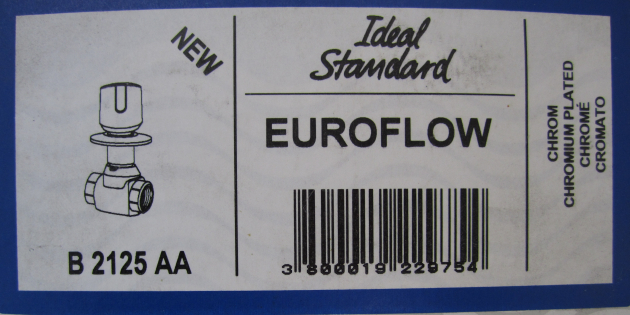 NEW
B 2125 AA
Ideal
Standard
EUROFLOW
3 800019 229754
CHROM
CHROMIUM PLATED
CHROMÉ
CROMATO